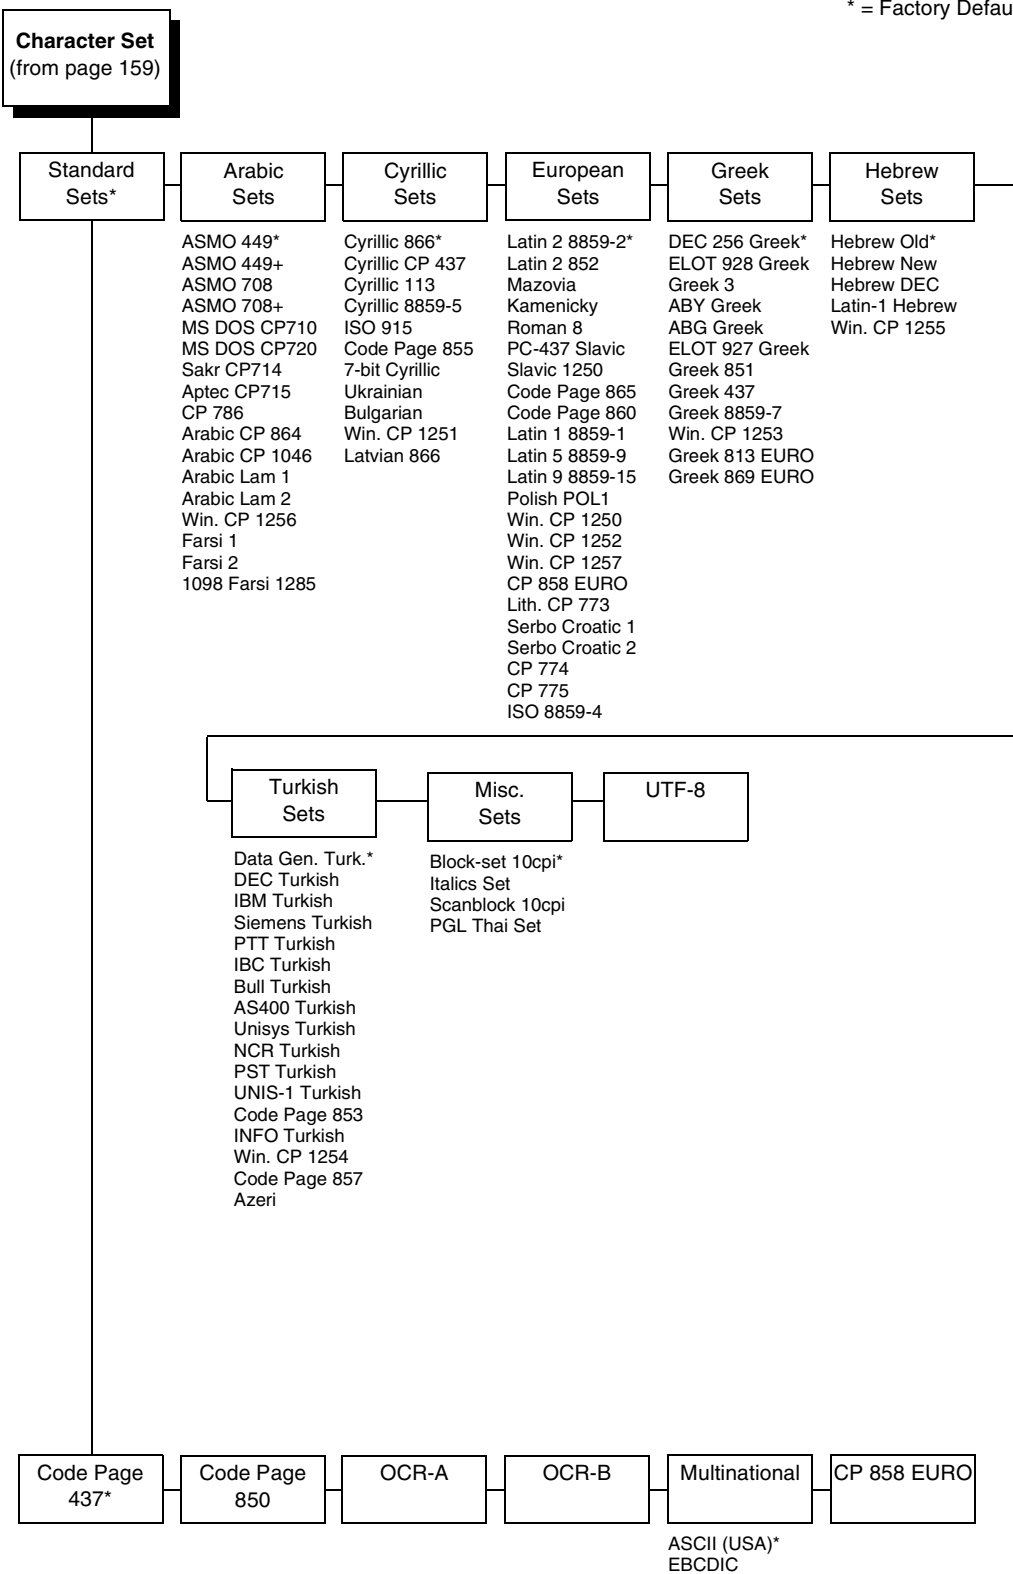 * = Factory Defau
Character Set
(from page 159)
Standard
Sets*
Arabic
Sets
Cyrillic
Sets
European
Sets
Greek
Sets
Hebrew
Sets
ASMO 449*
ASMO 449+
ASMO 708
ASMO 708+
MS DOS CP710
MS DOS CP720
Sakr CP714
Aptec CP715
CP 786
Arabic CP 864
Arabic CP 1046
Arabic Lam 1
Arabic Lam 2
Win. CP 1256
Farsi 1
Farsi 2
1098 Farsi 1285
Cyrillic 866*
Cyrillic CP 437
Cyrillic 113
Cyrillic 8859-5
ISO 915
Code Page 855
7-bit Cyrillic
Ukrainian
Bulgarian
Win. CP 1251
Latvian 866
Latin 2 8859-2*
Latin 2 852
Mazovia
Kamenicky
Roman 8
PC-437 Slavic
Slavic 1250
Code Page 865
Code Page 860
Latin 1 8859-1
Latin 5 8859-9
Latin 9 8859-15
Polish POL1
Win. CP 1250
Win. CP 1252
Win. CP 1257
CP 858 EURO
Lith. CP 773
Serbo Croatic 1
Serbo Croatic 2
CP 774
CP 775
ISO 8859-4
DEC 256 Greek*
ELOT 928 Greek
Greek 3
ABY Greek
ABG Greek
ELOT 927 Greek
Greek 851
Greek 437
Greek 8859-7
Win. CP 1253
Greek 813 EURO
Greek 869 EURO
Hebrew Old*
Hebrew New
Hebrew DEC
Latin-1 Hebrew
Win. CP 1255
Turkish
Sets
Misc.
Sets
UTF-8
Data Gen. Turk.*
DEC Turkish
IBM Turkish
Siemens Turkish
PTT Turkish
IBC Turkish
Bull Turkish
AS400 Turkish
Unisys Turkish
NCR Turkish
PST Turkish
UNIS-1 Turkish
Code Page 853
INFO Turkish
Win. CP 1254
Code Page 857
Azeri
Block-set 10cpi*
Italics Set
Scanblock 10cpi
PGL Thai Set
Code Page
437*
Code Page
850
OCR-A
OCR-B
Multinational
CP 858 EURO
ASCII (USA)*
EBCDIC